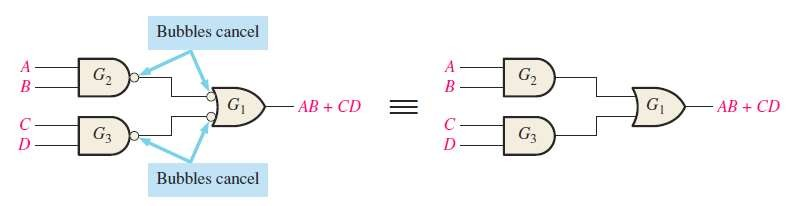 Bubbles cancel
A
B
G2
C
D
G3
G1
AB + CD
Bubbles cancel
≡
A
B
G2
C
D
G3
G1
AB + CD